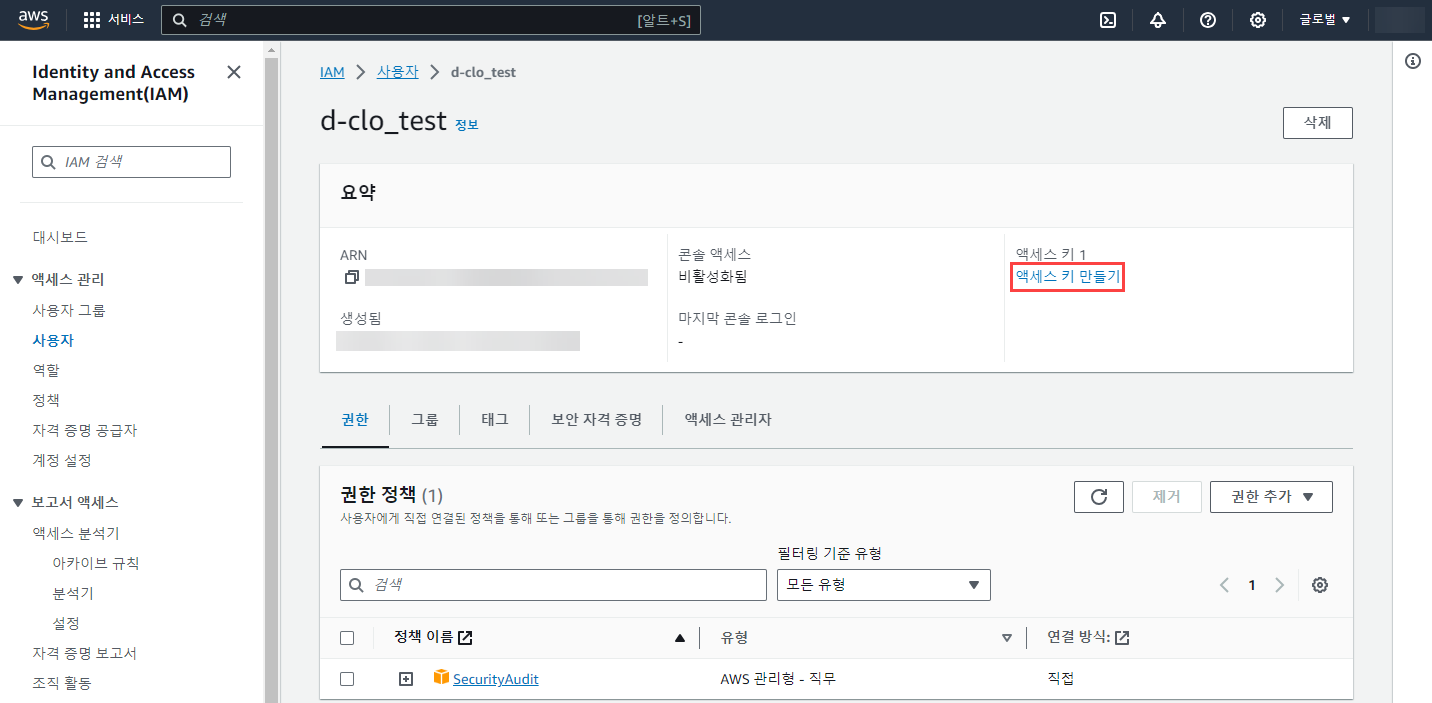 aws
서비스
검색
[알트+S]
글로벌 ▼
Identity and Access
Management(IAM)
IAM 검색
대시보드
액세스 관리
사용자 그룹
사용자
역할
정책
자격 증명 공급자
계정 설정
보고서 액세스
액세스 분석기
아카이브 규칙
분석기
설정
자격 증명 보고서
조직 활동
IAM > 사용자 > d-clo_test
d-clo_test 정보
삭제
요약
ARN
생성됨
콘솔 액세스
비활성화됨
마지막 콘솔 로그인
-
액세스 키 1
액세스 키 만들기
권한
그룹
태그
보안 자격 증명
액세스 관리자
권한 정책 (1)
사용자에게 직접 연결된 정책을 통해 또는 그룹을 통해 권한을 정의합니다.
제거
권한 추가 ▼
필터링 기준 유형
검색
모든 유형
1
정책 이름
유형
연결 방식:
SecurityAudit
AWS 관리형 - 직무
직접